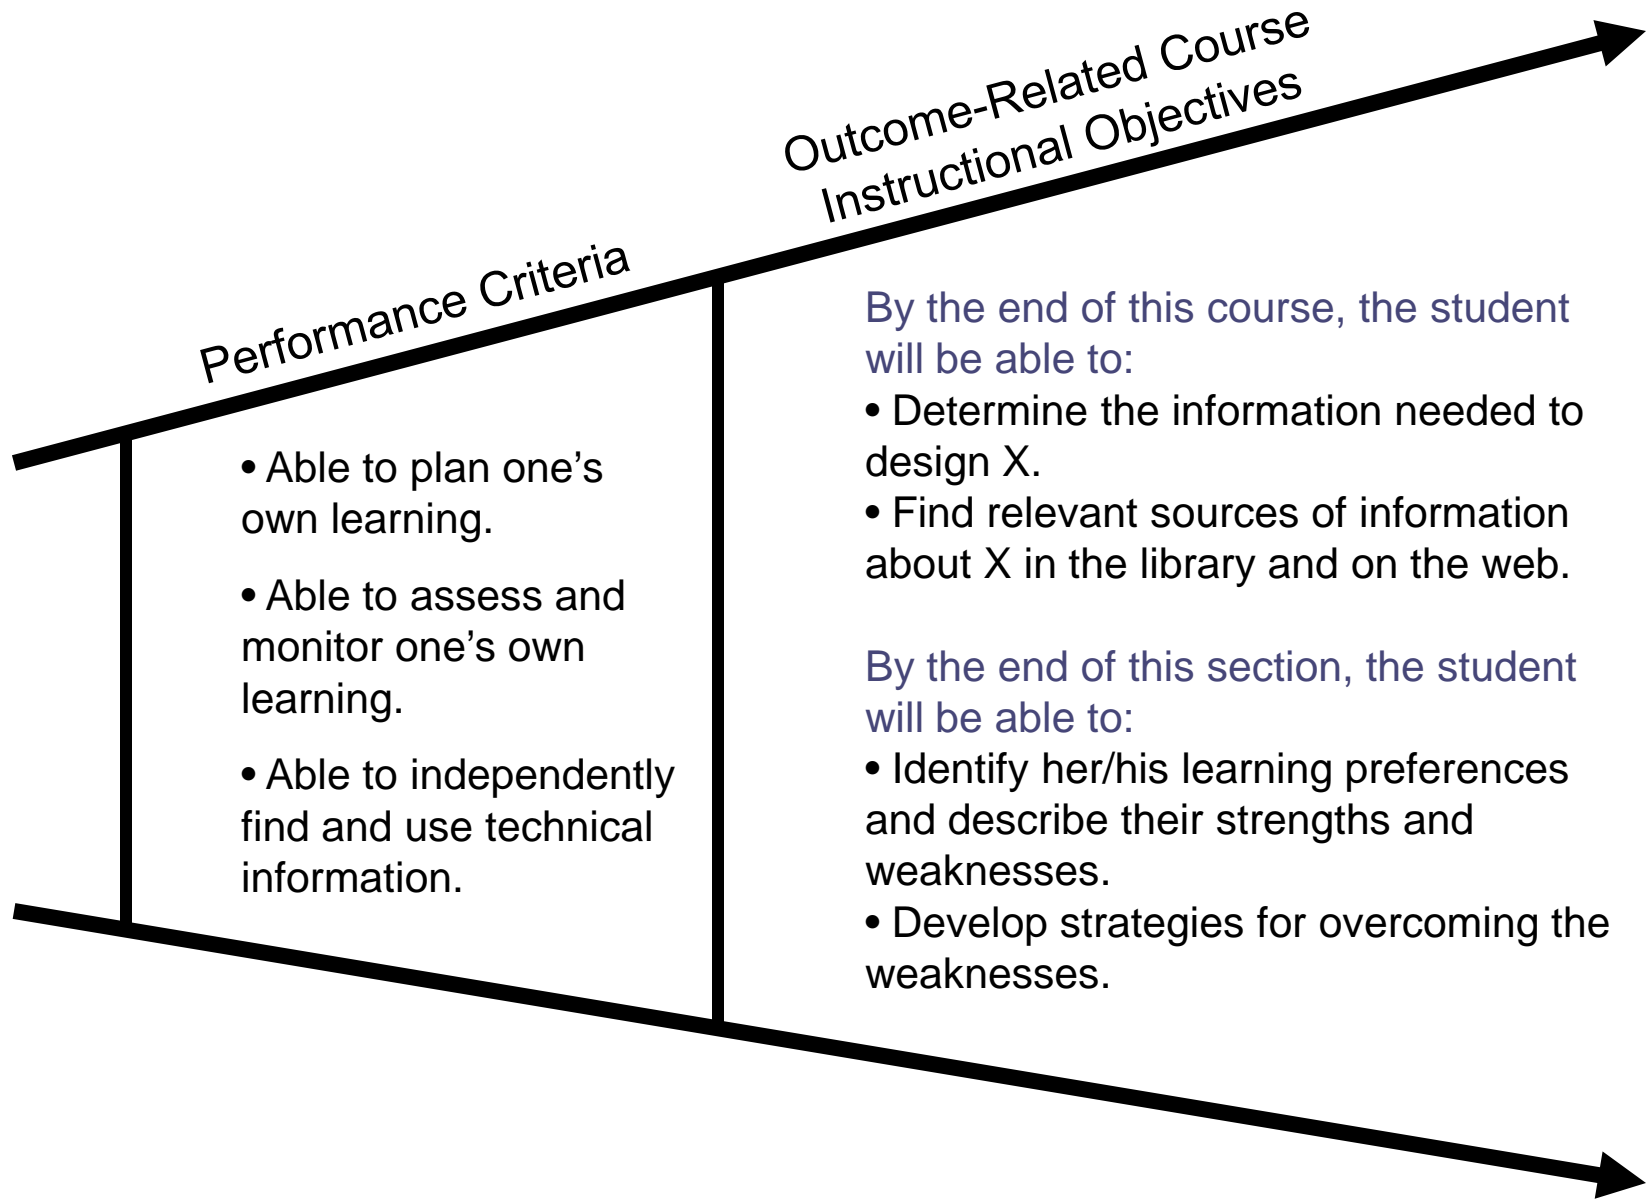 Performance Criteria
• Able to plan one’s
own learning.
• Able to assess and
monitor one’s own
learning.
• Able to independently
find and use technical
information.
Outcome-Related Course
Instructional Objectives
By the end of this course, the student
will be able to:
• Determine the information needed to
design X.
• Find relevant sources of information
about X in the library and on the web.
By the end of this section, the student
will be able to:
• Identify her/his learning preferences
and describe their strengths and
weaknesses.
• Develop strategies for overcoming the
weaknesses.